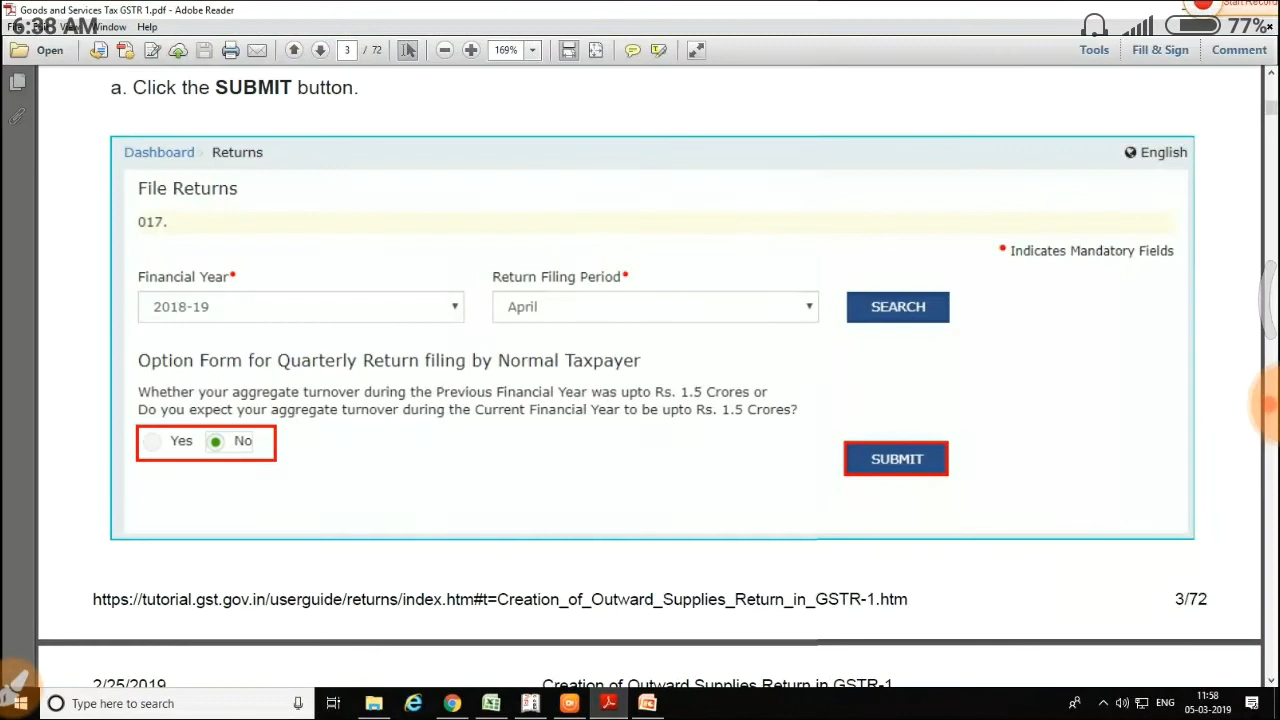 Goods and Services Tax GSTR 1.pdf - Adobe Reader
Start Record
File Edit View Window Help
6:38 AM
77%
Open
3 / 72
169%
Tools
Fill & Sign
Comment
a. Click the SUBMIT button.
Dashboard Returns
English
File Returns
017.
• Indicates Mandatory Fields
Financial Year•
Return Filing Period•
2018-19
April
SEARCH
Option Form for Quarterly Return filing by Normal Taxpayer
Whether your aggregate turnover during the Previous Financial Year was upto Rs. 1.5 Crores or
Do you expect your aggregate turnover during the Current Financial Year to be upto Rs. 1.5 Crores?
Yes No
SUBMIT
https://tutorial.gst.gov.in/userguide/returns/index.htm#t=Creation_of_Outward_Supplies_Return_in_GSTR-1.htm
3/72
2/25/2019
Creation of Outward Supplies Return in GSTR-1
Type here to search
ENG
11:58
05-03-2019